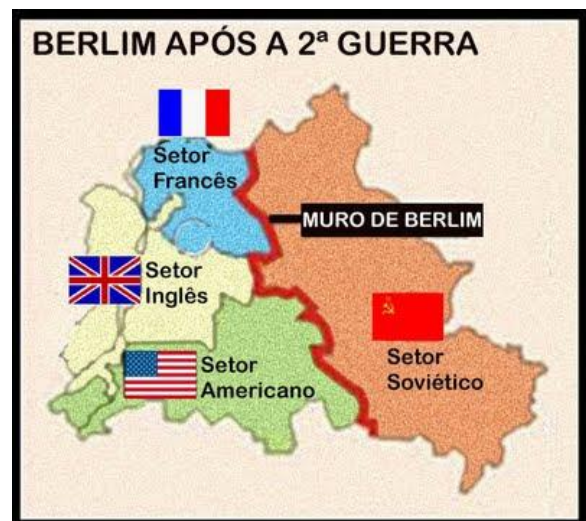 BERLIM APÓS A 2ª GUERRA
Setor
Francês
MURO DE BERLIM
Setor
Inglês
Setor
Americano
Setor
Soviético